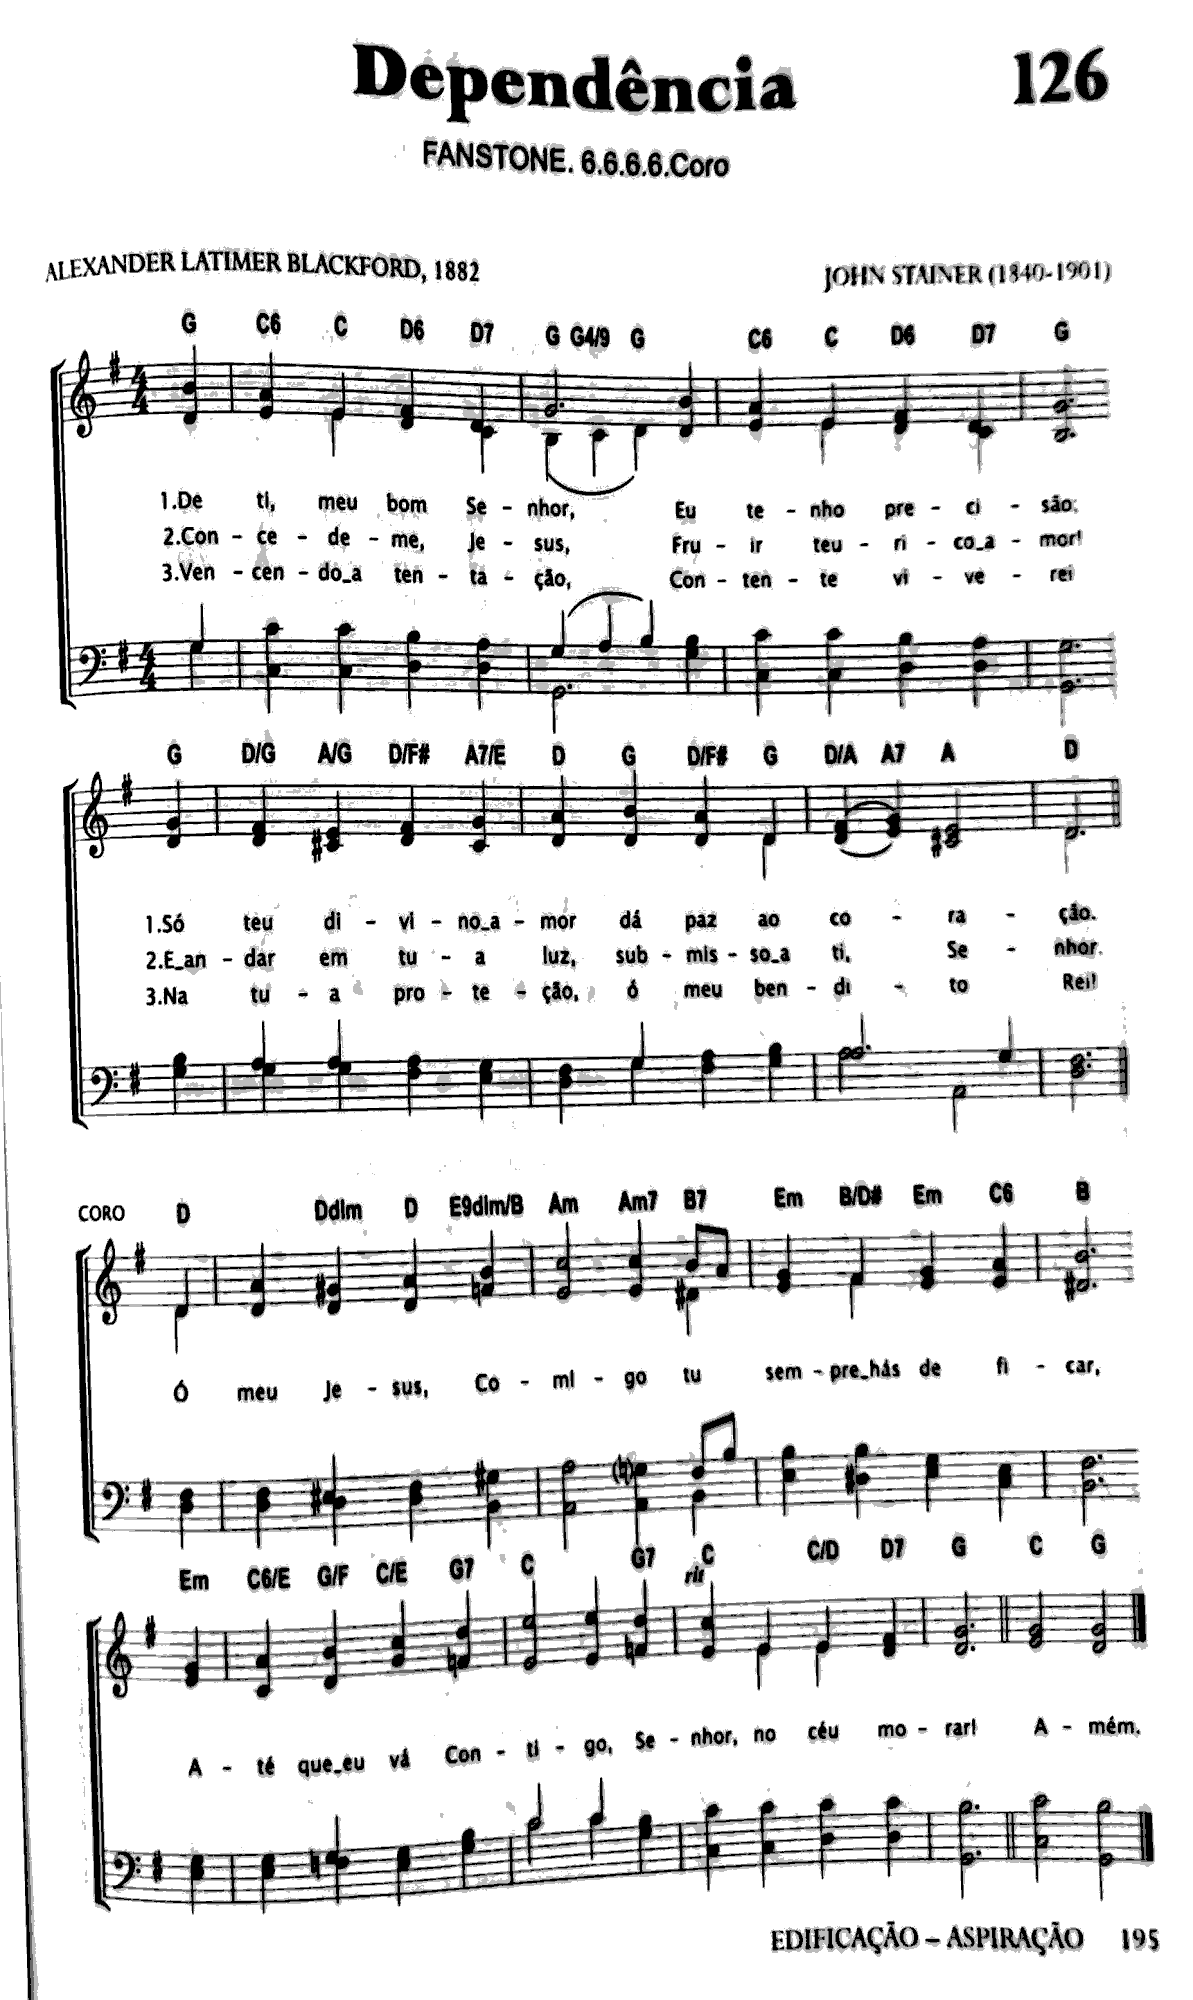 Dependência 126
FANSTONE. 6.6.6.6.Coro
ALEXANDER LATIMER BLACKFORD, 1882 JOHN STAINER (1840-1901)
G C6 C D6 D7 G G4/9 G C6 C D6 D7 G
1.De ti, meu bom Se - nhor, Eu te - nho pre - ci - são;
2.Con - ce - de - me, Je - sus, Fru - ir teu - ri - co_a - mor!
3.Ven - cen - do_a ten - ta - ção, Con - ten - te vi - ve - rei
G D/G A/G D/F# A7/E D G D/F# G D/A A7 A D
1.Só teu di - vi - no_a - mor dá paz ao co - ra - ção.
2.E_an - dar em tu - a luz, sub - mis - so_a ti, Se - nhor.
3.Na tu - a pro - te - ção, ó meu ben - di - to Rei!
CORO D Ddim D E9dim/B Am Am7 B7 Em B/D# Em C6 B
Ó meu Je - sus, Co - mi - go tu sem - pre_hás de fi - car,
Em C6/E G/F C/E G7 C G7 C C/D D7 G C G
rit
A - té que_eu vá Con - ti - go, Se - nhor, no céu mo - rar! A - mém.
EDIFICAÇÃO – ASPIRAÇÃO 195